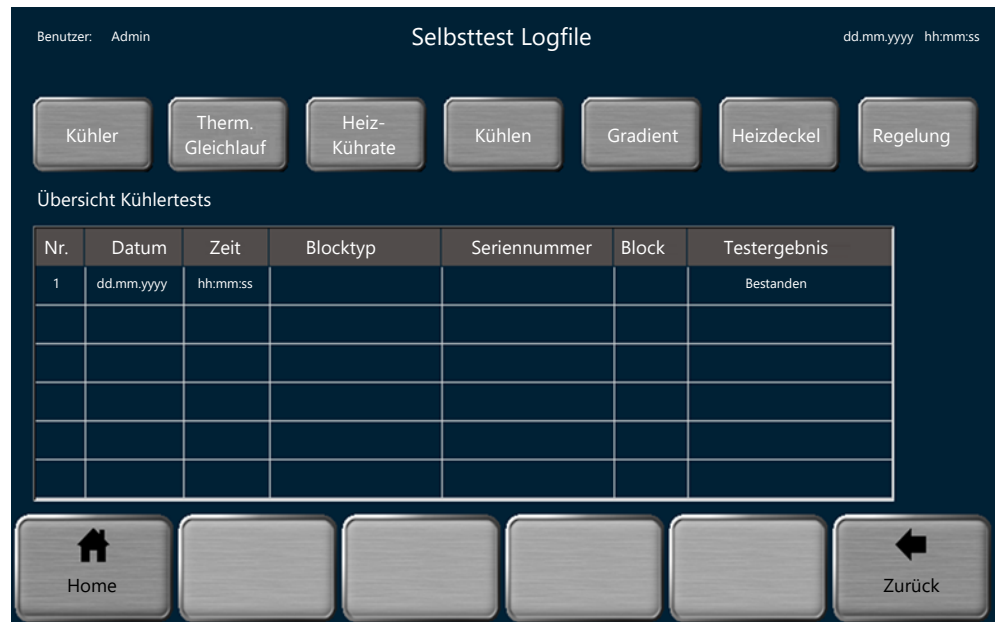 Benutzer: Admin Selbsttest Logfile dd.mm.yyyy hh:mm:ss
Kühler
Therm.
Gleichlauf
Heiz-
Kührate
Kühlen
Gradient
Heizdeckel
Regelung
Übersicht Kühlertests
Nr. Datum Zeit Blocktyp Seriennummer Block Testergebnis
1 dd.mm.yyyy hh:mm:ss Bestanden
Home Zurück